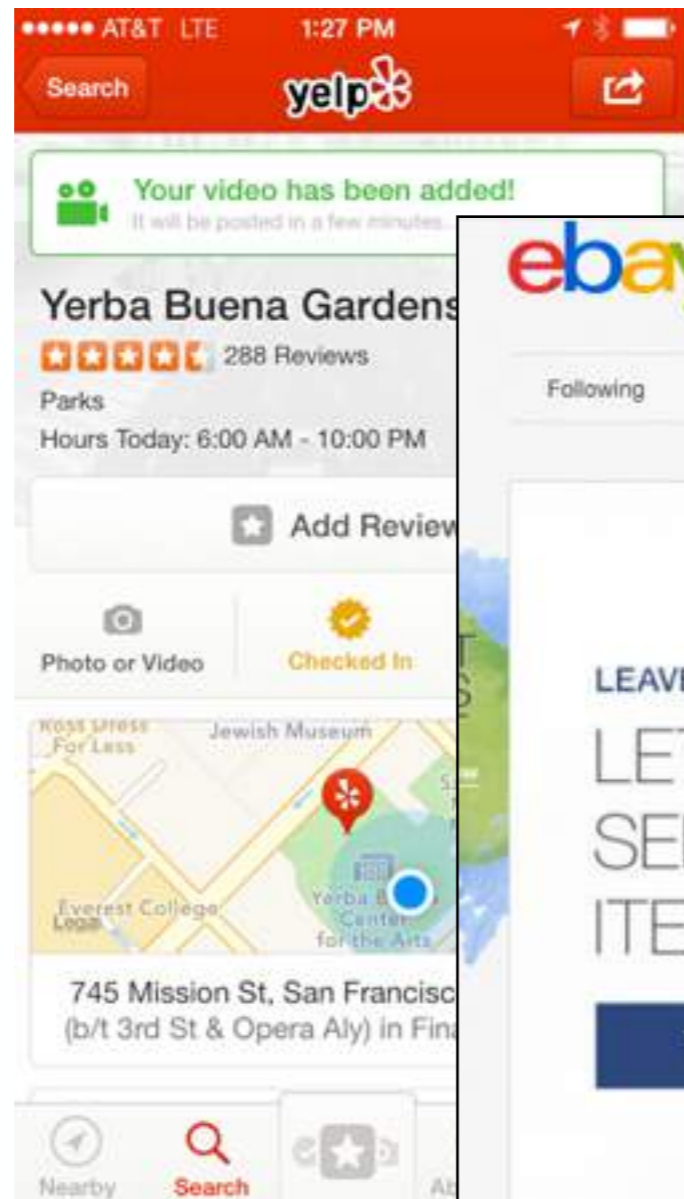 AT&T LTE 1:27 PM
Search yelp
Your video has been added!
It will be posted in a few minutes.
Yerba Buena Gardens
288 Reviews
Parks
Hours Today: 6:00 AM - 10:00 PM
Add Review
Photo or Video
Checked In
Ross Dress
For Less
Jewish Museum
Everest College
Legal
Center
for the Arts
745 Mission St, San Francisc
(b/t 3rd St & Opera Aly) in Fina
Nearby
Search
Ab
ebay
Following
LEAVE
LET
SEL
ITE